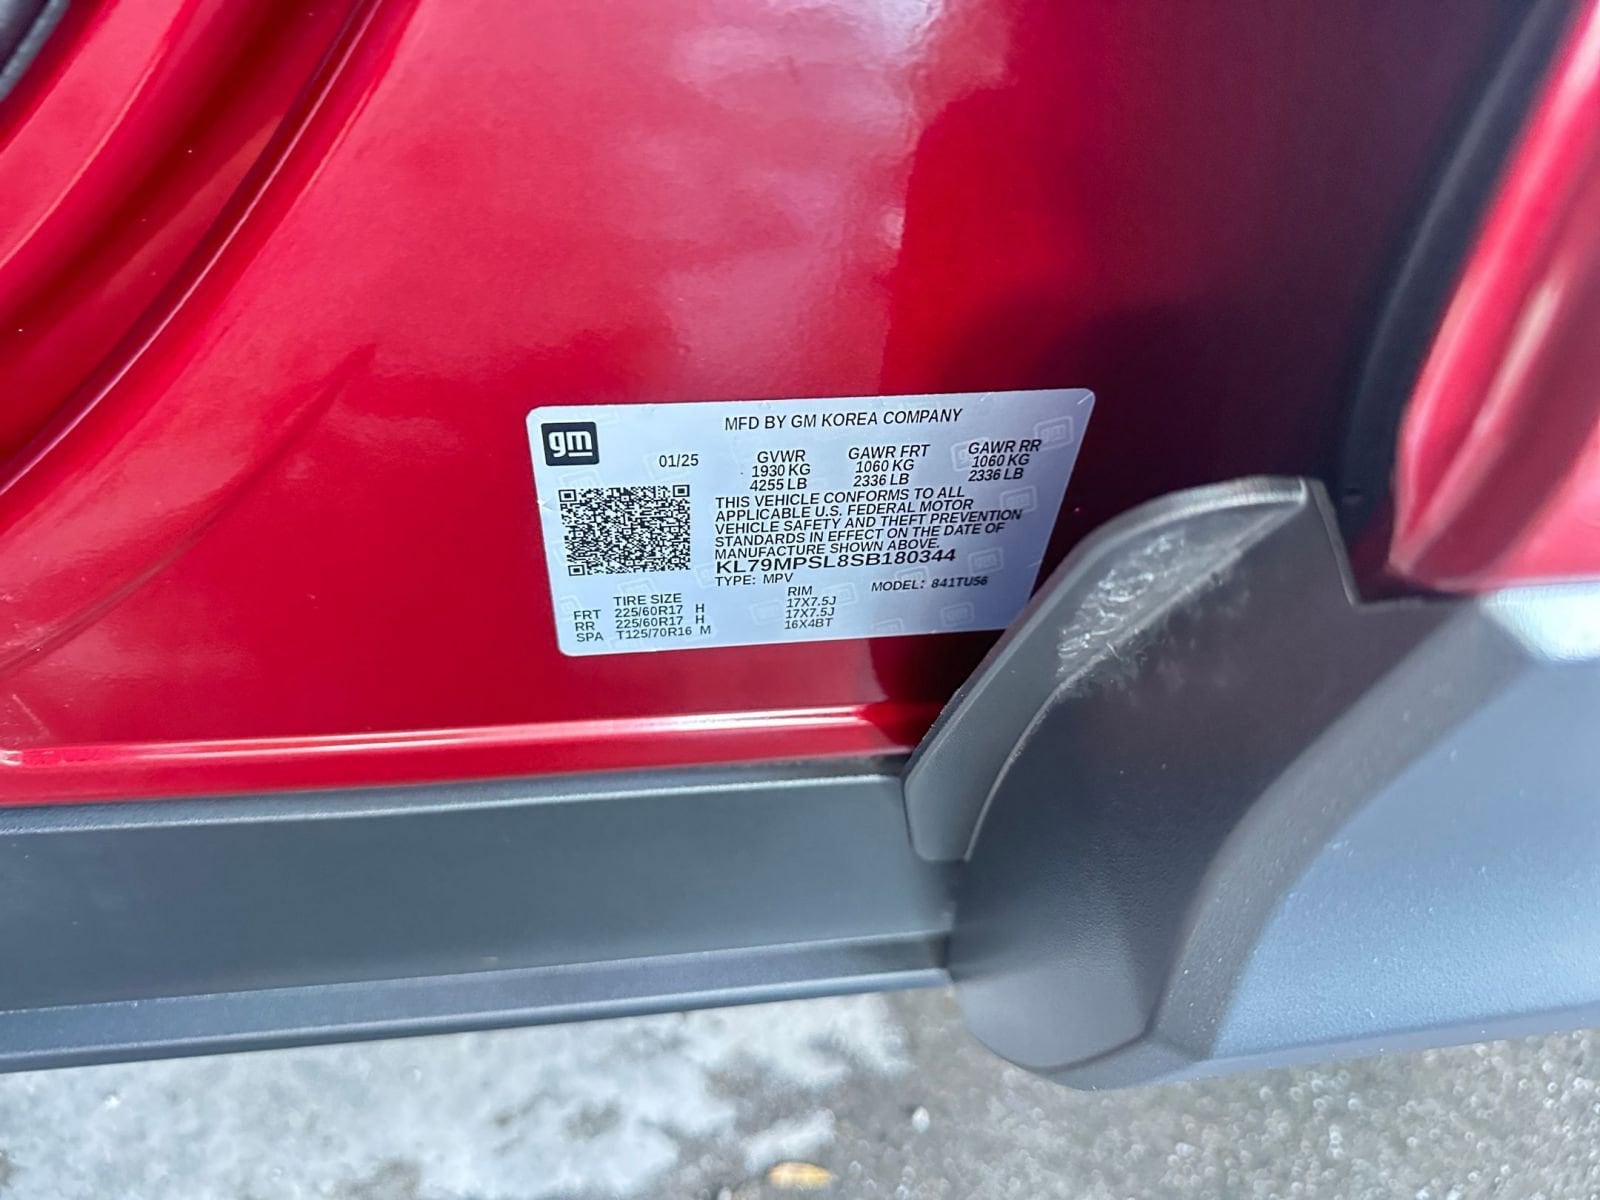 MFD BY GM KOREA COMPANY
gm
01/25
GVWR GAWR FRT GAWR RR
1930 KG 1060 KG 1060 KG
4255 LB 2336 LB 2336 LB
THIS VEHICLE CONFORMS TO ALL
APPLICABLE U.S. FEDERAL MOTOR
VEHICLE SAFETY AND THEFT PREVENTION
STANDARDS IN EFFECT ON THE DATE OF
MANUFACTURE SHOWN ABOVE.
KL79MPSL8SB180344
TYPE: MPV MODEL: 841TU56
TIRE SIZE RIM
FRT 225/60R17 H 17X7.5J
RR 225/60R17 H 17X7.5J
SPA T125/70R16 M 16X4BT